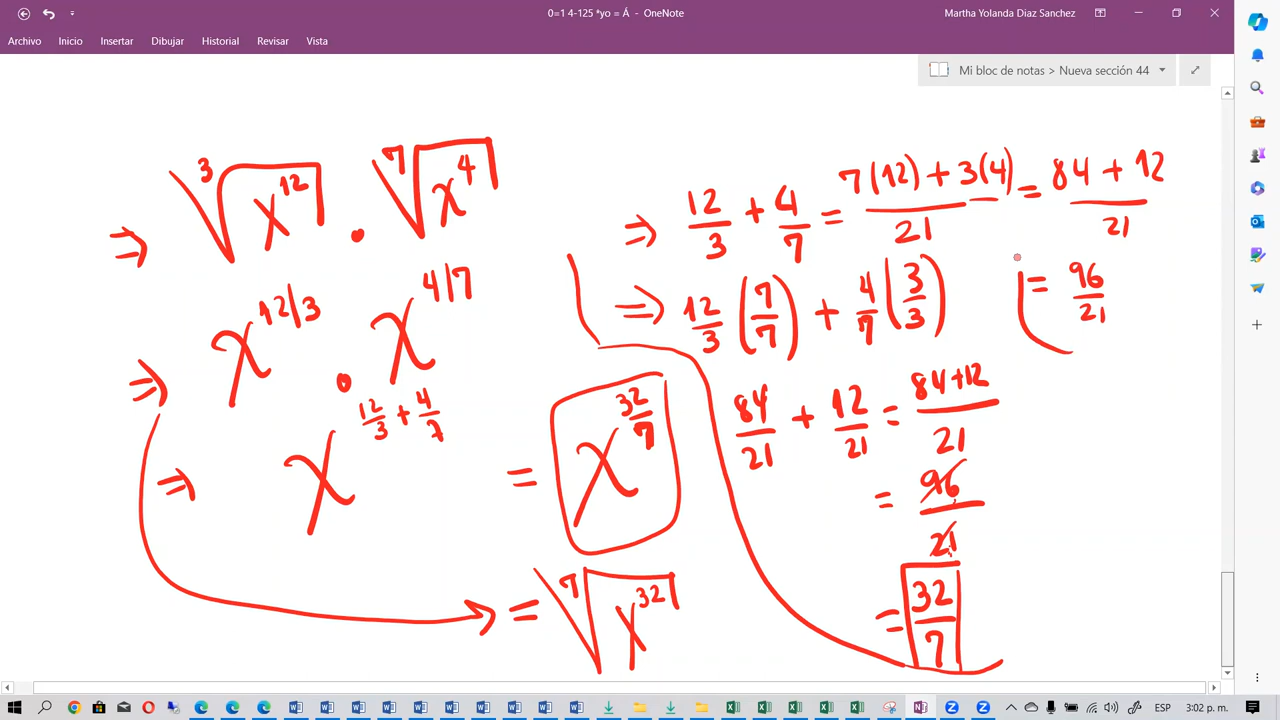 0=1 4-125 *yo = Á - OneNote
Martha Yolanda Diaz Sanchez
Archivo Inicio Insertar Dibujar Historial Revisar Vista
Mi bloc de notas > Nueva sección 44
⇒ ∛(x^12) · ⁷√(x^4)
⇒ x^(12/3) · x^(4/7)
⇒ x^(12/3 + 4/7) = x^(32/7)
= ⁷√(x^32)
⇒ 12/3 + 4/7 = (7(12) + 3(4))/21 = (84 + 12)/21
= 96/21
⇒ 12/3 (7/7) + 4/7 (3/3)
84/21 + 12/21 = (84+12)/21
= 96/21
= 32/7
ESP 3:02 p. m.